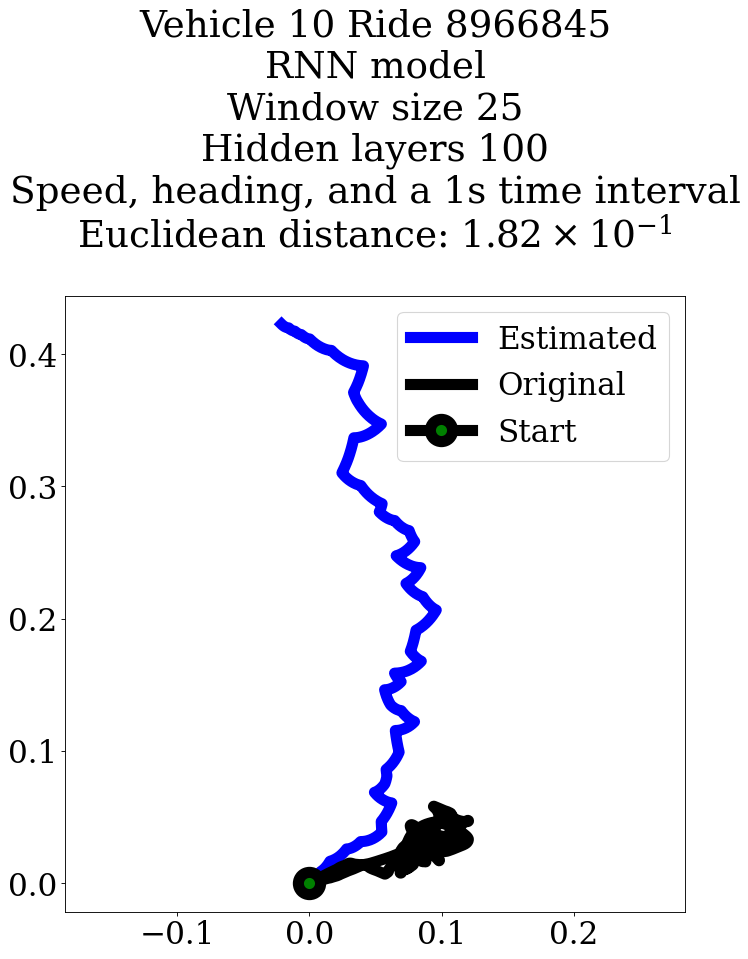 Vehicle 10 Ride 8966845
RNN model
Window size 25
Hidden layers 100
Speed, heading, and a 1s time interval
Euclidean distance: 1.82 × 10⁻¹
Estimated
Original
Start
0.4
0.3
0.2
0.1
0.0
−0.1
0.0
0.1
0.2